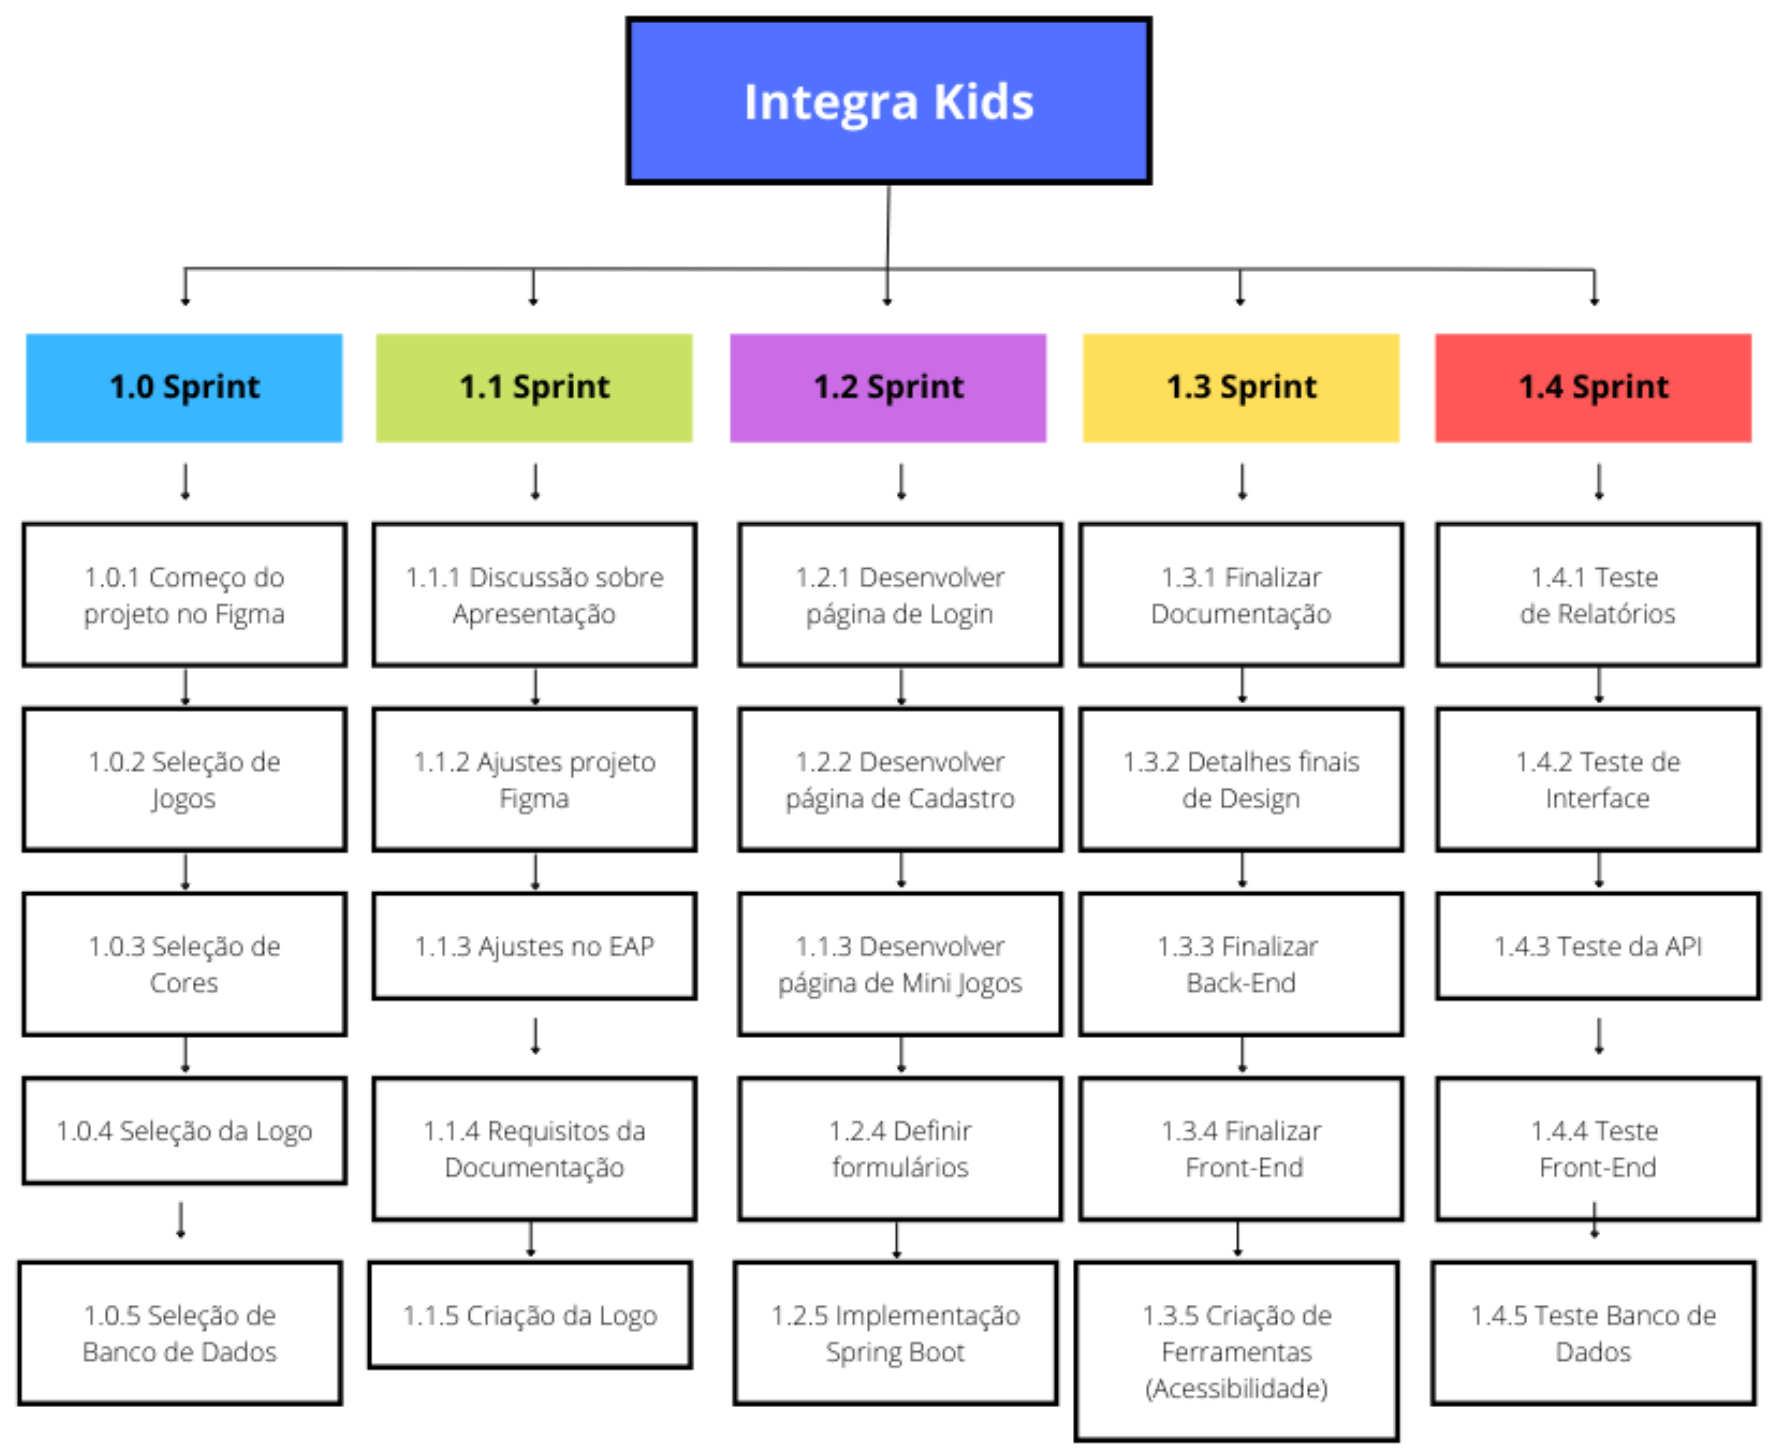 Integra Kids
1.0 Sprint
1.1 Sprint
1.2 Sprint
1.3 Sprint
1.4 Sprint
1.0.1 Começo do
projeto no Figma
1.1.1 Discussão sobre
Apresentação
1.2.1 Desenvolver
página de Login
1.3.1 Finalizar
Documentação
1.4.1 Teste
de Relatórios
1.0.2 Seleção de
Jogos
1.1.2 Ajustes projeto
Figma
1.2.2 Desenvolver
página de Cadastro
1.3.2 Detalhes finais
de Design
1.4.2 Teste de
Interface
1.0.3 Seleção de
Cores
1.1.3 Ajustes no EAP
1.1.3 Desenvolver
página de Mini Jogos
1.3.3 Finalizar
Back-End
1.4.3 Teste da API
1.0.4 Seleção da Logo
1.1.4 Requisitos da
Documentação
1.2.4 Definir
formulários
1.3.4 Finalizar
Front-End
1.4.4 Teste
Front-End
1.0.5 Seleção de
Banco de Dados
1.1.5 Criação da Logo
1.2.5 Implementação
Spring Boot
1.3.5 Criação de
Ferramentas
(Acessibilidade)
1.4.5 Teste Banco de
Dados